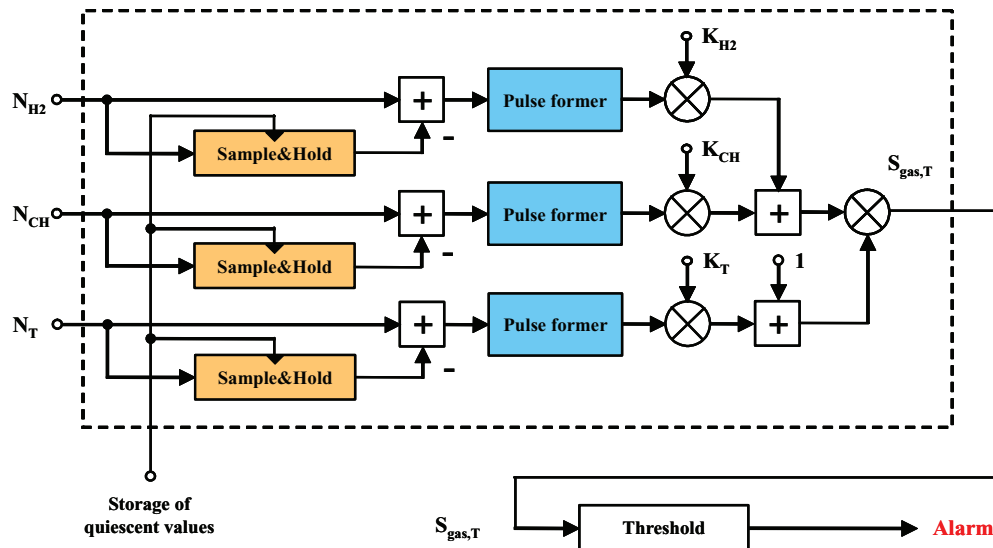 K_H2
N_H2
+
Pulse former
-
Sample&Hold
K_CH
S_gas,T
N_CH
+
Pulse former
+
-
Sample&Hold
K_T
1
N_T
+
Pulse former
+
-
Sample&Hold
Storage of
quiescent values
S_gas,T
Threshold
Alarm